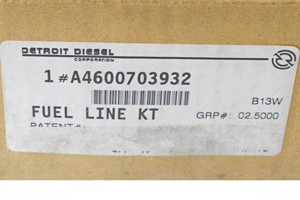 DETROIT DIESEL
CORPORATION
1 #A4600703932
B13W
FUEL LINE KT
GRP#: 02.5000
PATENT#: